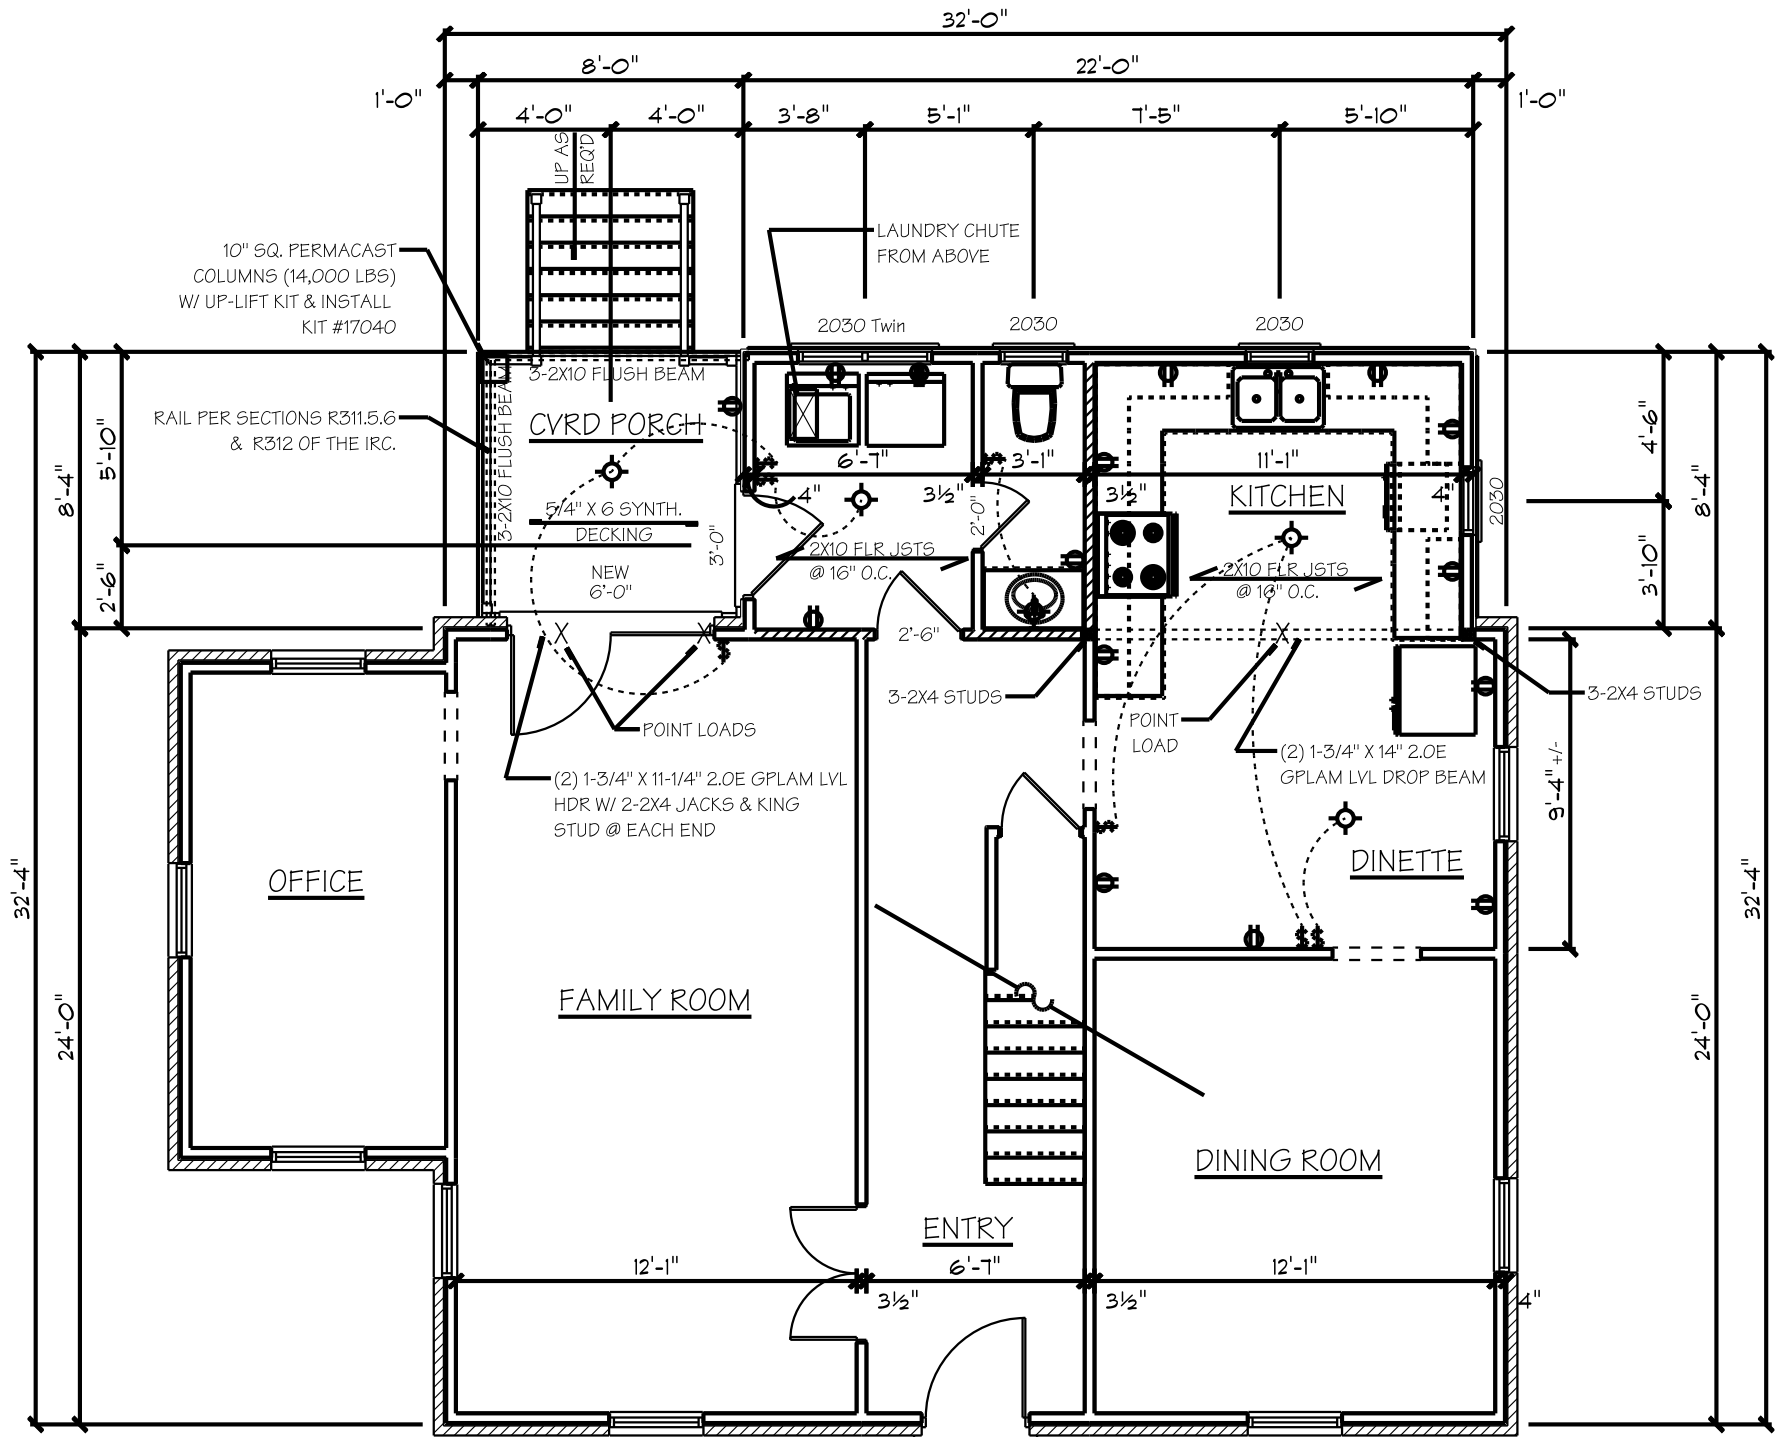 32'-0"
8'-0"
22'-0"
1'-0"
1'-0"
4'-0"
4'-0"
3'-8"
5'-1"
7'-5"
5'-10"
UP AS
REQ'D
10" SQ. PERMACAST
COLUMNS (14,000 LBS)
W/ UP-LIFT KIT & INSTALL
KIT #17040
LAUNDRY CHUTE
FROM ABOVE
2030 Twin
2030
2030
3-2X10 FLUSH BEAM
3-2X10 FLUSH BEAM
RAIL PER SECTIONS R311.5.6
& R312 OF THE IRC.
CVRD PORCH
5/4" X 6 SYNTH.
DECKING
NEW
6'-0"
3'-0"
6'-7"
3'-1"
11'-1"
4"
3½"
3½"
4"
2'-0"
2030
KITCHEN
2X10 FLR JSTS
@ 16" O.C.
2X10 FLR JSTS
@ 16" O.C.
2'-6"
5'-10"
8'-4"
2'-6"
4'-6"
8'-4"
3'-10"
X
X
X
$
$
$
$
$
3-2X4 STUDS
3-2X4 STUDS
POINT LOADS
POINT
LOAD
(2) 1-3/4" X 11-1/4" 2.0E GPLAM LVL
HDR W/ 2-2X4 JACKS & KING
STUD @ EACH END
(2) 1-3/4" X 14" 2.0E
GPLAM LVL DROP BEAM
9'-4" +/-
DINETTE
$$
OFFICE
32'-4"
32'-4"
24'-0"
24'-0"
FAMILY ROOM
DINING ROOM
ENTRY
12'-1"
6'-7"
12'-1"
3½"
3½"
4"